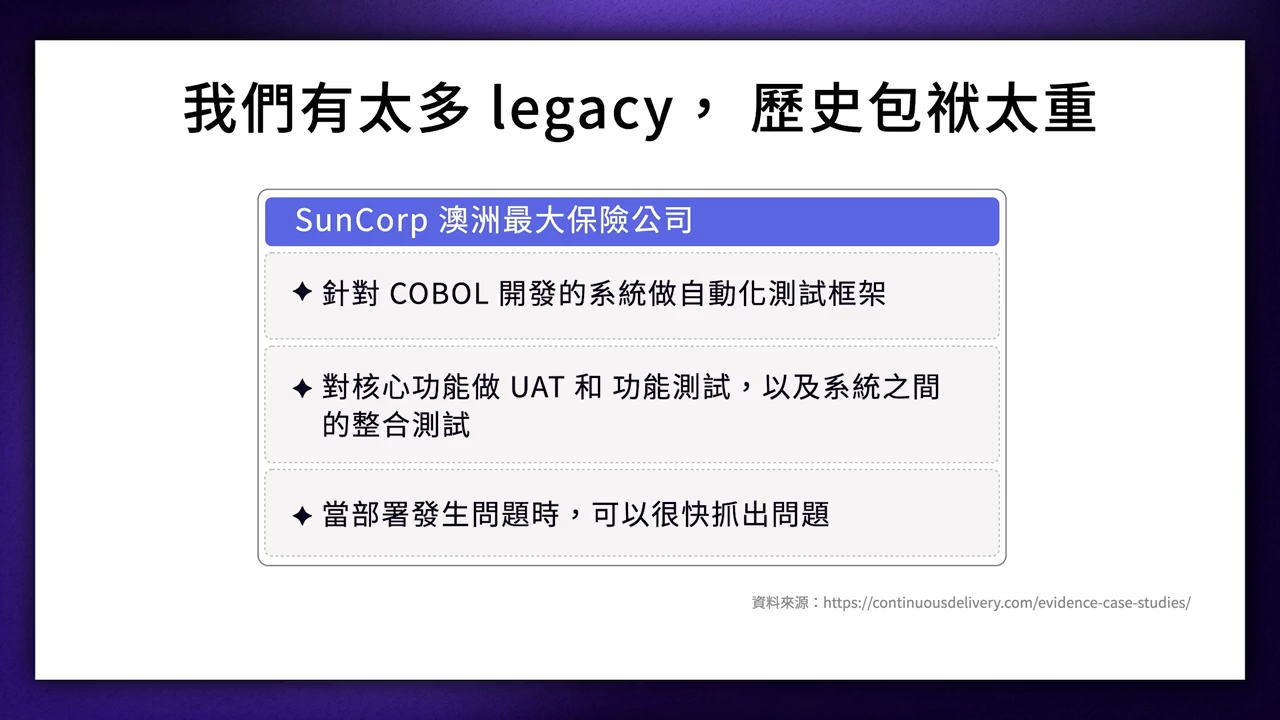 我們有太多 legacy， 歷史包袱太重
SunCorp 澳洲最大保險公司
✦ 針對 COBOL 開發的系統做自動化測試框架
✦ 對核心功能做 UAT 和 功能測試，以及系統之間
的整合測試
✦ 當部署發生問題時，可以很快抓出問題
資料來源：https://continuousdelivery.com/evidence-case-studies/